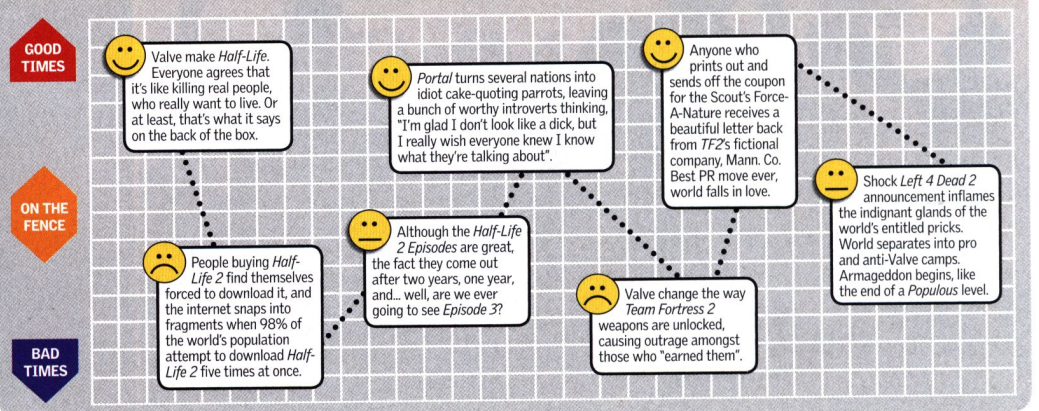 GOOD
TIMES
ON THE
FENCE
BAD
TIMES
Valve make Half-Life.
Everyone agrees that
it's like killing real people,
who really want to live. Or
at least, that's what it says
on the back of the box.
People buying Half-
Life 2 find themselves
forced to download it, and
the internet snaps into
fragments when 98% of
the world's population
attempt to download Half-
Life 2 five times at once.
Although the Half-Life
2 Episodes are great,
the fact they come out
after two years, one year,
and... well, are we ever
going to see Episode 3?
Portal turns several nations into
idiot cake-quoting parrots, leaving
a bunch of worthy introverts thinking,
"I'm glad I don't look like a dick, but
I really wish everyone knew I know
what they're talking about".
Valve change the way
Team Fortress 2
weapons are unlocked,
causing outrage amongst
those who "earned them".
Anyone who
prints out and
sends off the coupon
for the Scout's Force-
A-Nature receives a
beautiful letter back
from TF2's fictional
company, Mann. Co.
Best PR move ever,
world falls in love.
Shock Left 4 Dead 2
announcement inflames
the indignant glands of the
world's entitled pricks.
World separates into pro
and anti-Valve camps.
Armageddon begins, like
the end of a Populous level.